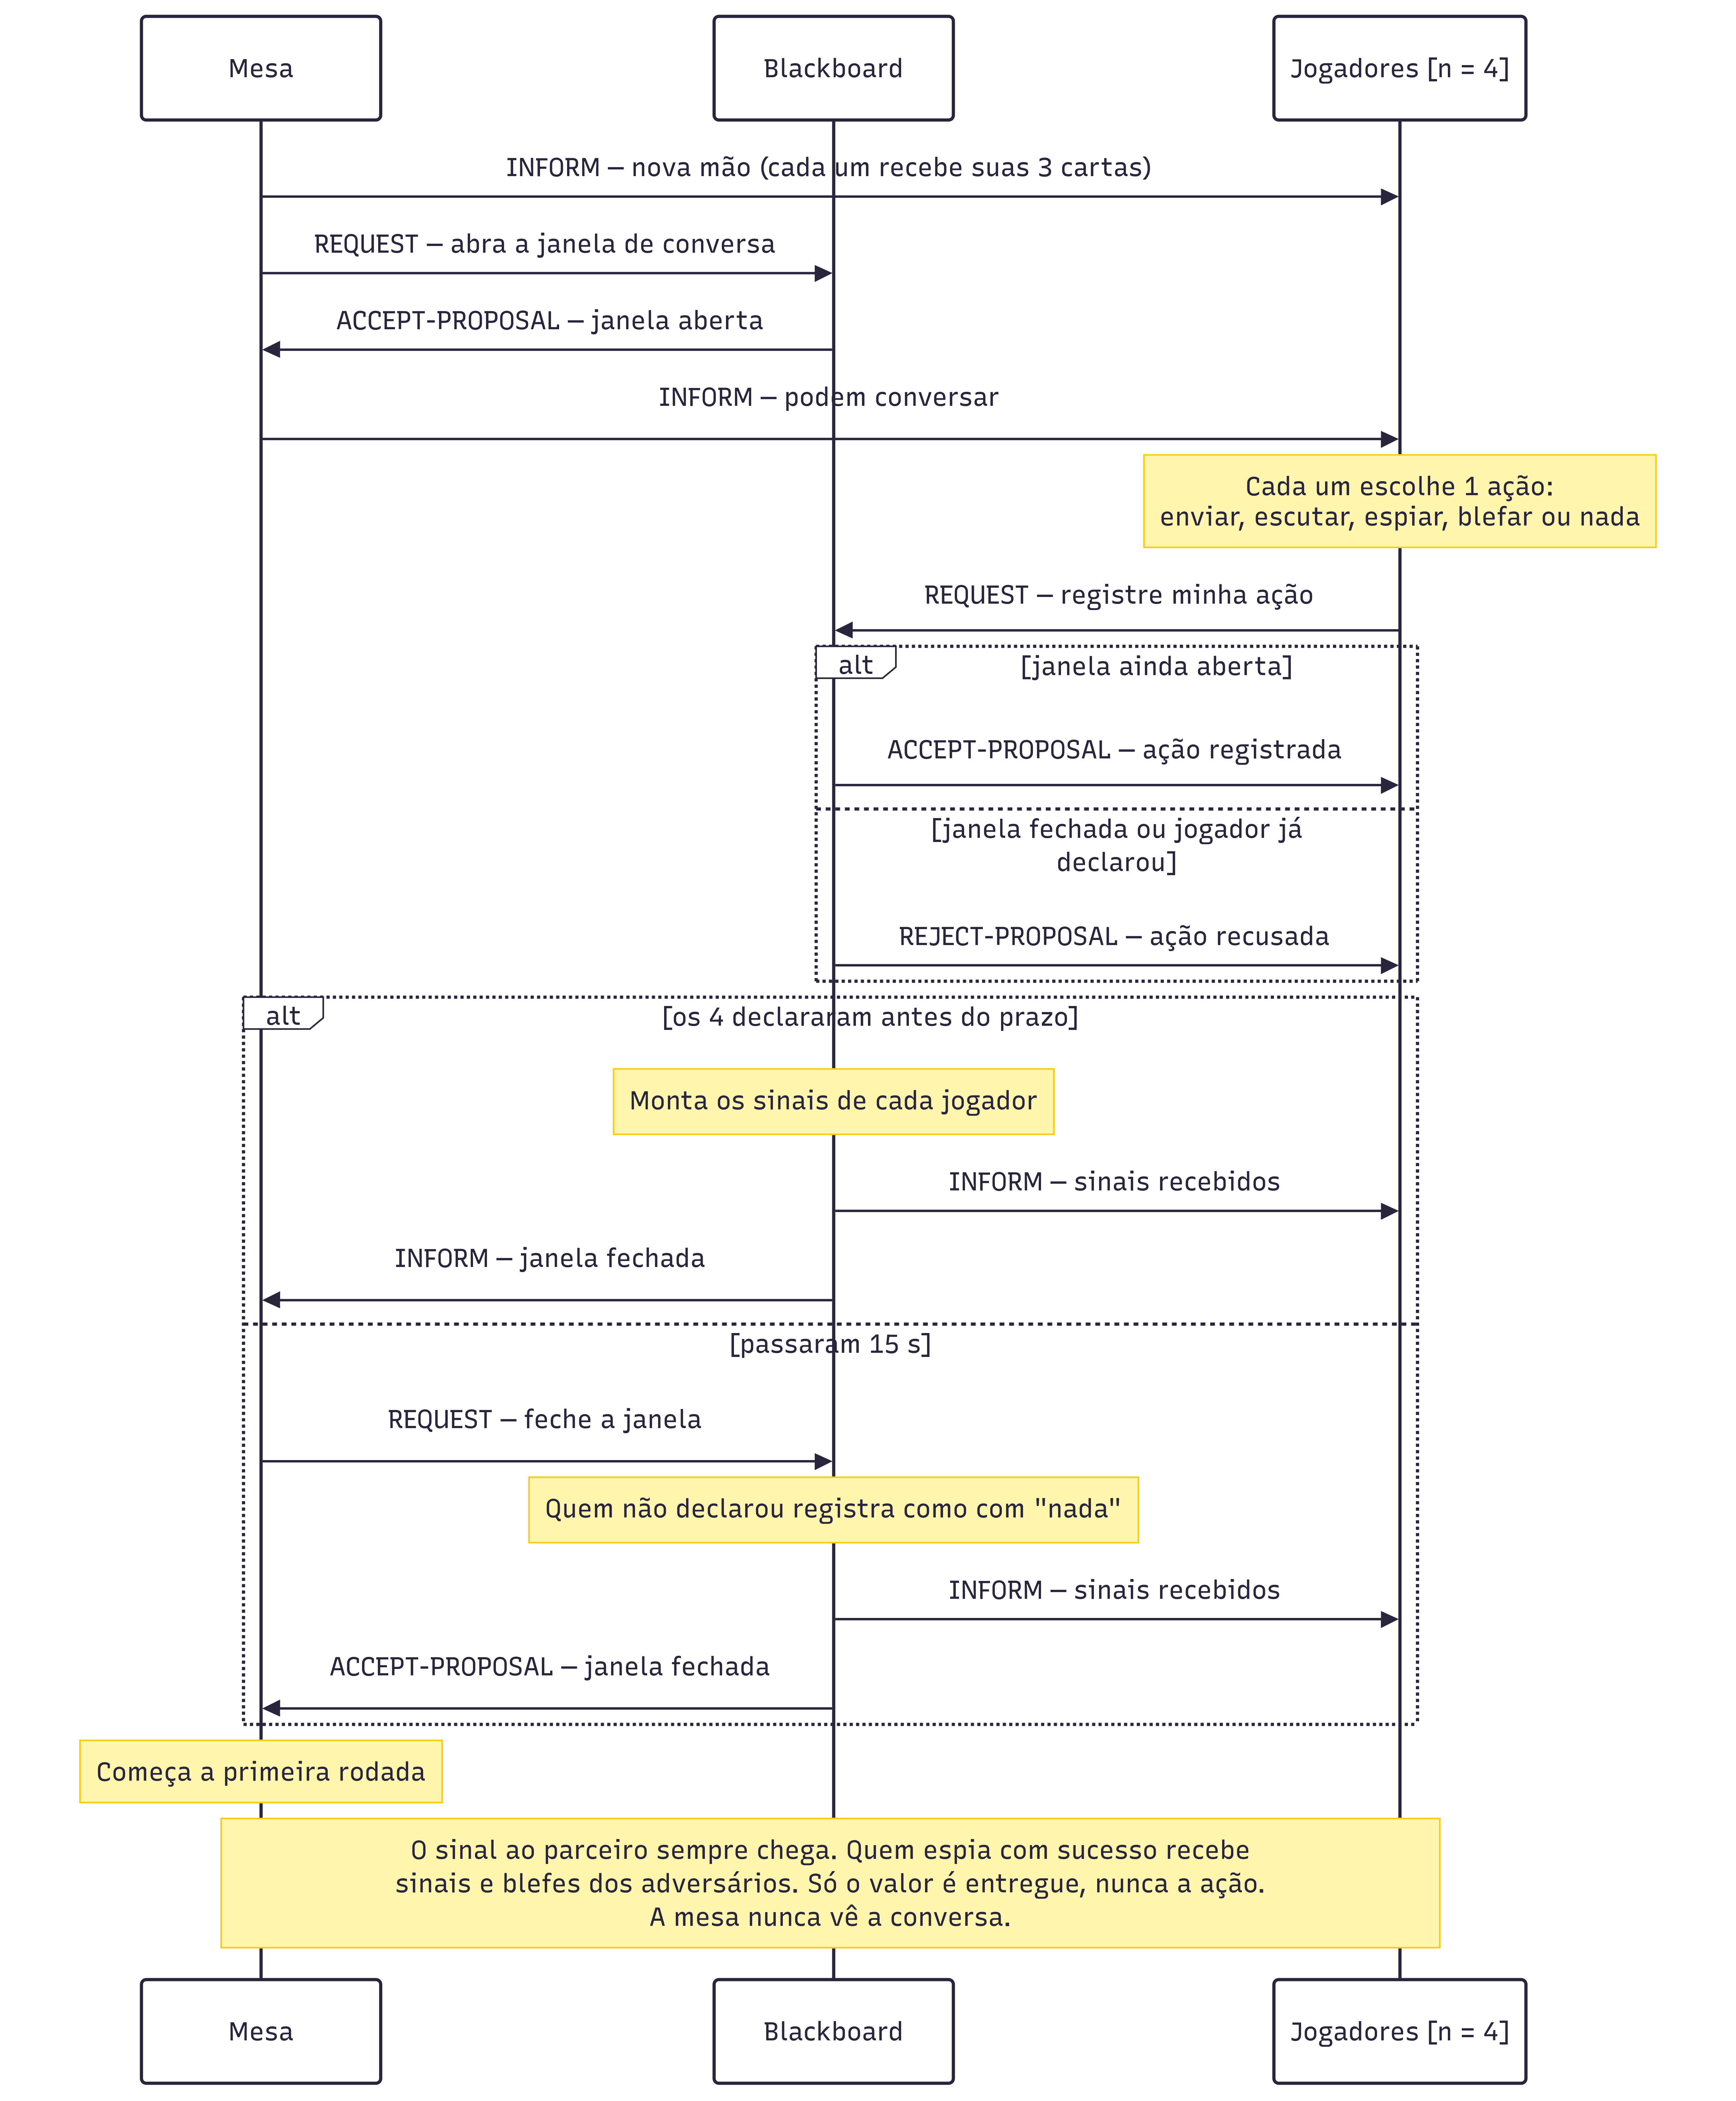 Mesa
Blackboard
Jogadores [n = 4]
INFORM — nova mão (cada um recebe suas 3 cartas)
REQUEST — abra a janela de conversa
ACCEPT-PROPOSAL — janela aberta
INFORM — podem conversar
Cada um escolhe 1 ação:
enviar, escutar, espiar, blefar ou nada
REQUEST — registre minha ação
alt
[janela ainda aberta]
ACCEPT-PROPOSAL — ação registrada
[janela fechada ou jogador já
declarou]
REJECT-PROPOSAL — ação recusada
alt
[os 4 declararam antes do prazo]
Monta os sinais de cada jogador
INFORM — sinais recebidos
INFORM — janela fechada
[passaram 15 s]
REQUEST — feche a janela
Quem não declarou registra como com "nada"
INFORM — sinais recebidos
ACCEPT-PROPOSAL — janela fechada
Começa a primeira rodada
O sinal ao parceiro sempre chega. Quem espia com sucesso recebe
sinais e blefes dos adversários. Só o valor é entregue, nunca a ação.
A mesa nunca vê a conversa.
Mesa
Blackboard
Jogadores [n = 4]